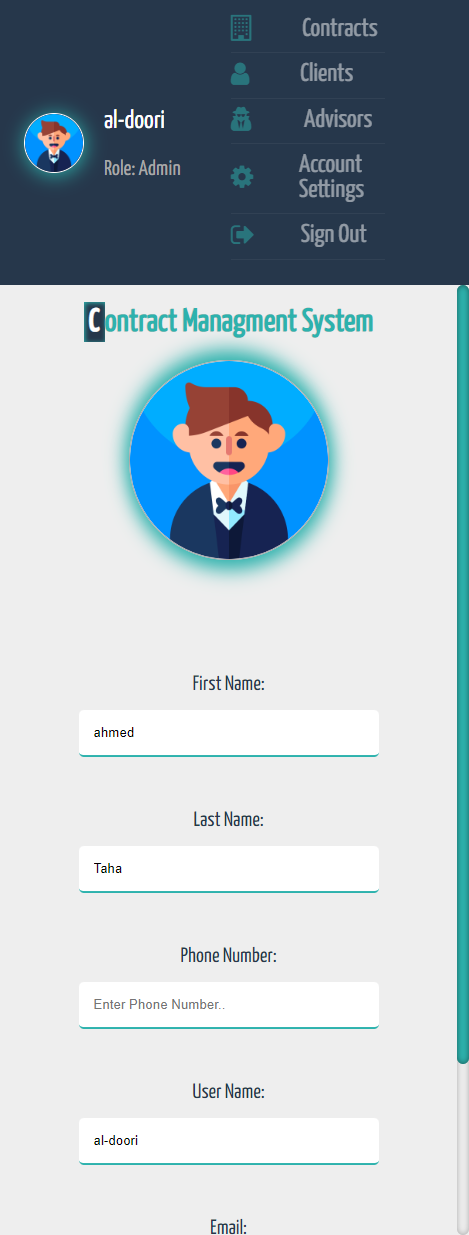 Contracts
Clients
Advisors
Account
Settings
Sign Out
al-doori
Role: Admin
Contract Managment System
First Name:
ahmed
Last Name:
Taha
Phone Number:
Enter Phone Number..
User Name:
al-doori
Email: